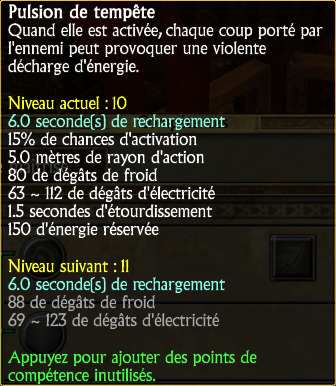 Pulsion de tempête
Quand elle est activée, chaque coup porté par
l'ennemi peut provoquer une violente
décharge d'énergie.
Niveau actuel : 10
6.0 seconde(s) de rechargement
15% de chances d'activation
5.0 mètres de rayon d'action
80 de dégâts de froid
63 ~ 112 de dégâts d'électricité
1.5 secondes d'étourdissement
150 d'énergie réservée
Niveau suivant : 11
6.0 seconde(s) de rechargement
88 de dégâts de froid
69 ~ 123 de dégâts d'électricité
Appuyez pour ajouter des points de
compétence inutilisés.